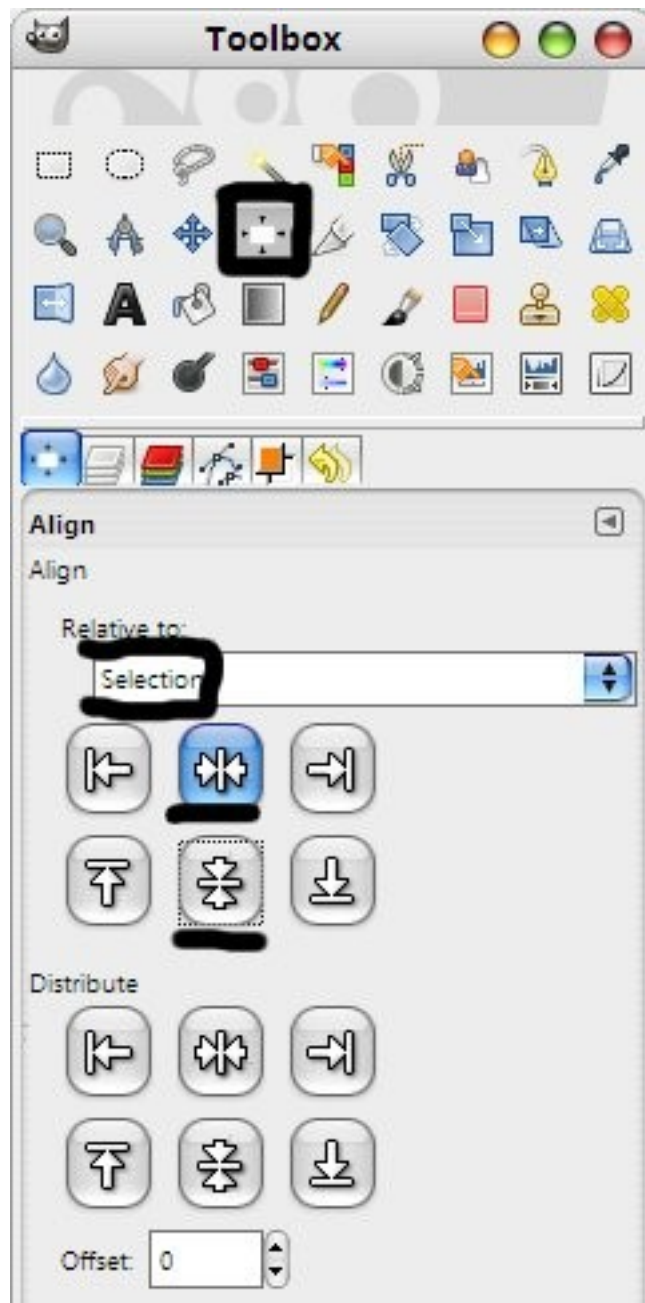 Toolbox
Align
Align
Relative to:
Selection
Distribute
Offset: 0